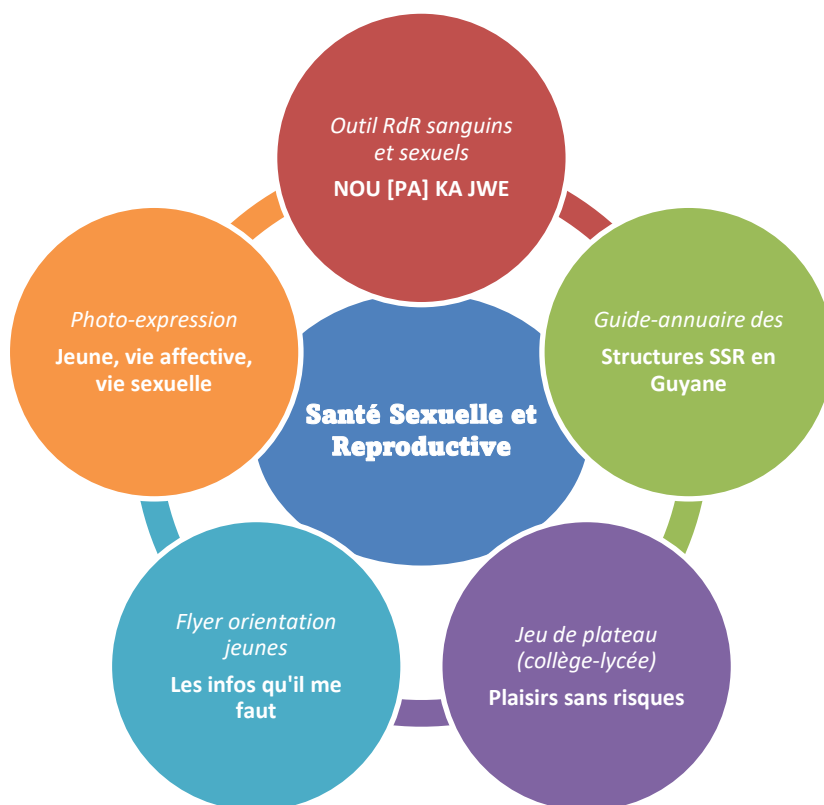 Outil RdR sanguins
et sexuels
NOU [PA] KA JWE
Photo-expression
Jeune, vie affective,
vie sexuelle
Guide-annuaire des
Structures SSR en
Guyane
Santé Sexuelle et
Reproductive
Flyer orientation
jeunes
Les infos qu'il me
faut
Jeu de plateau
(collège-lycée)
Plaisirs sans risques